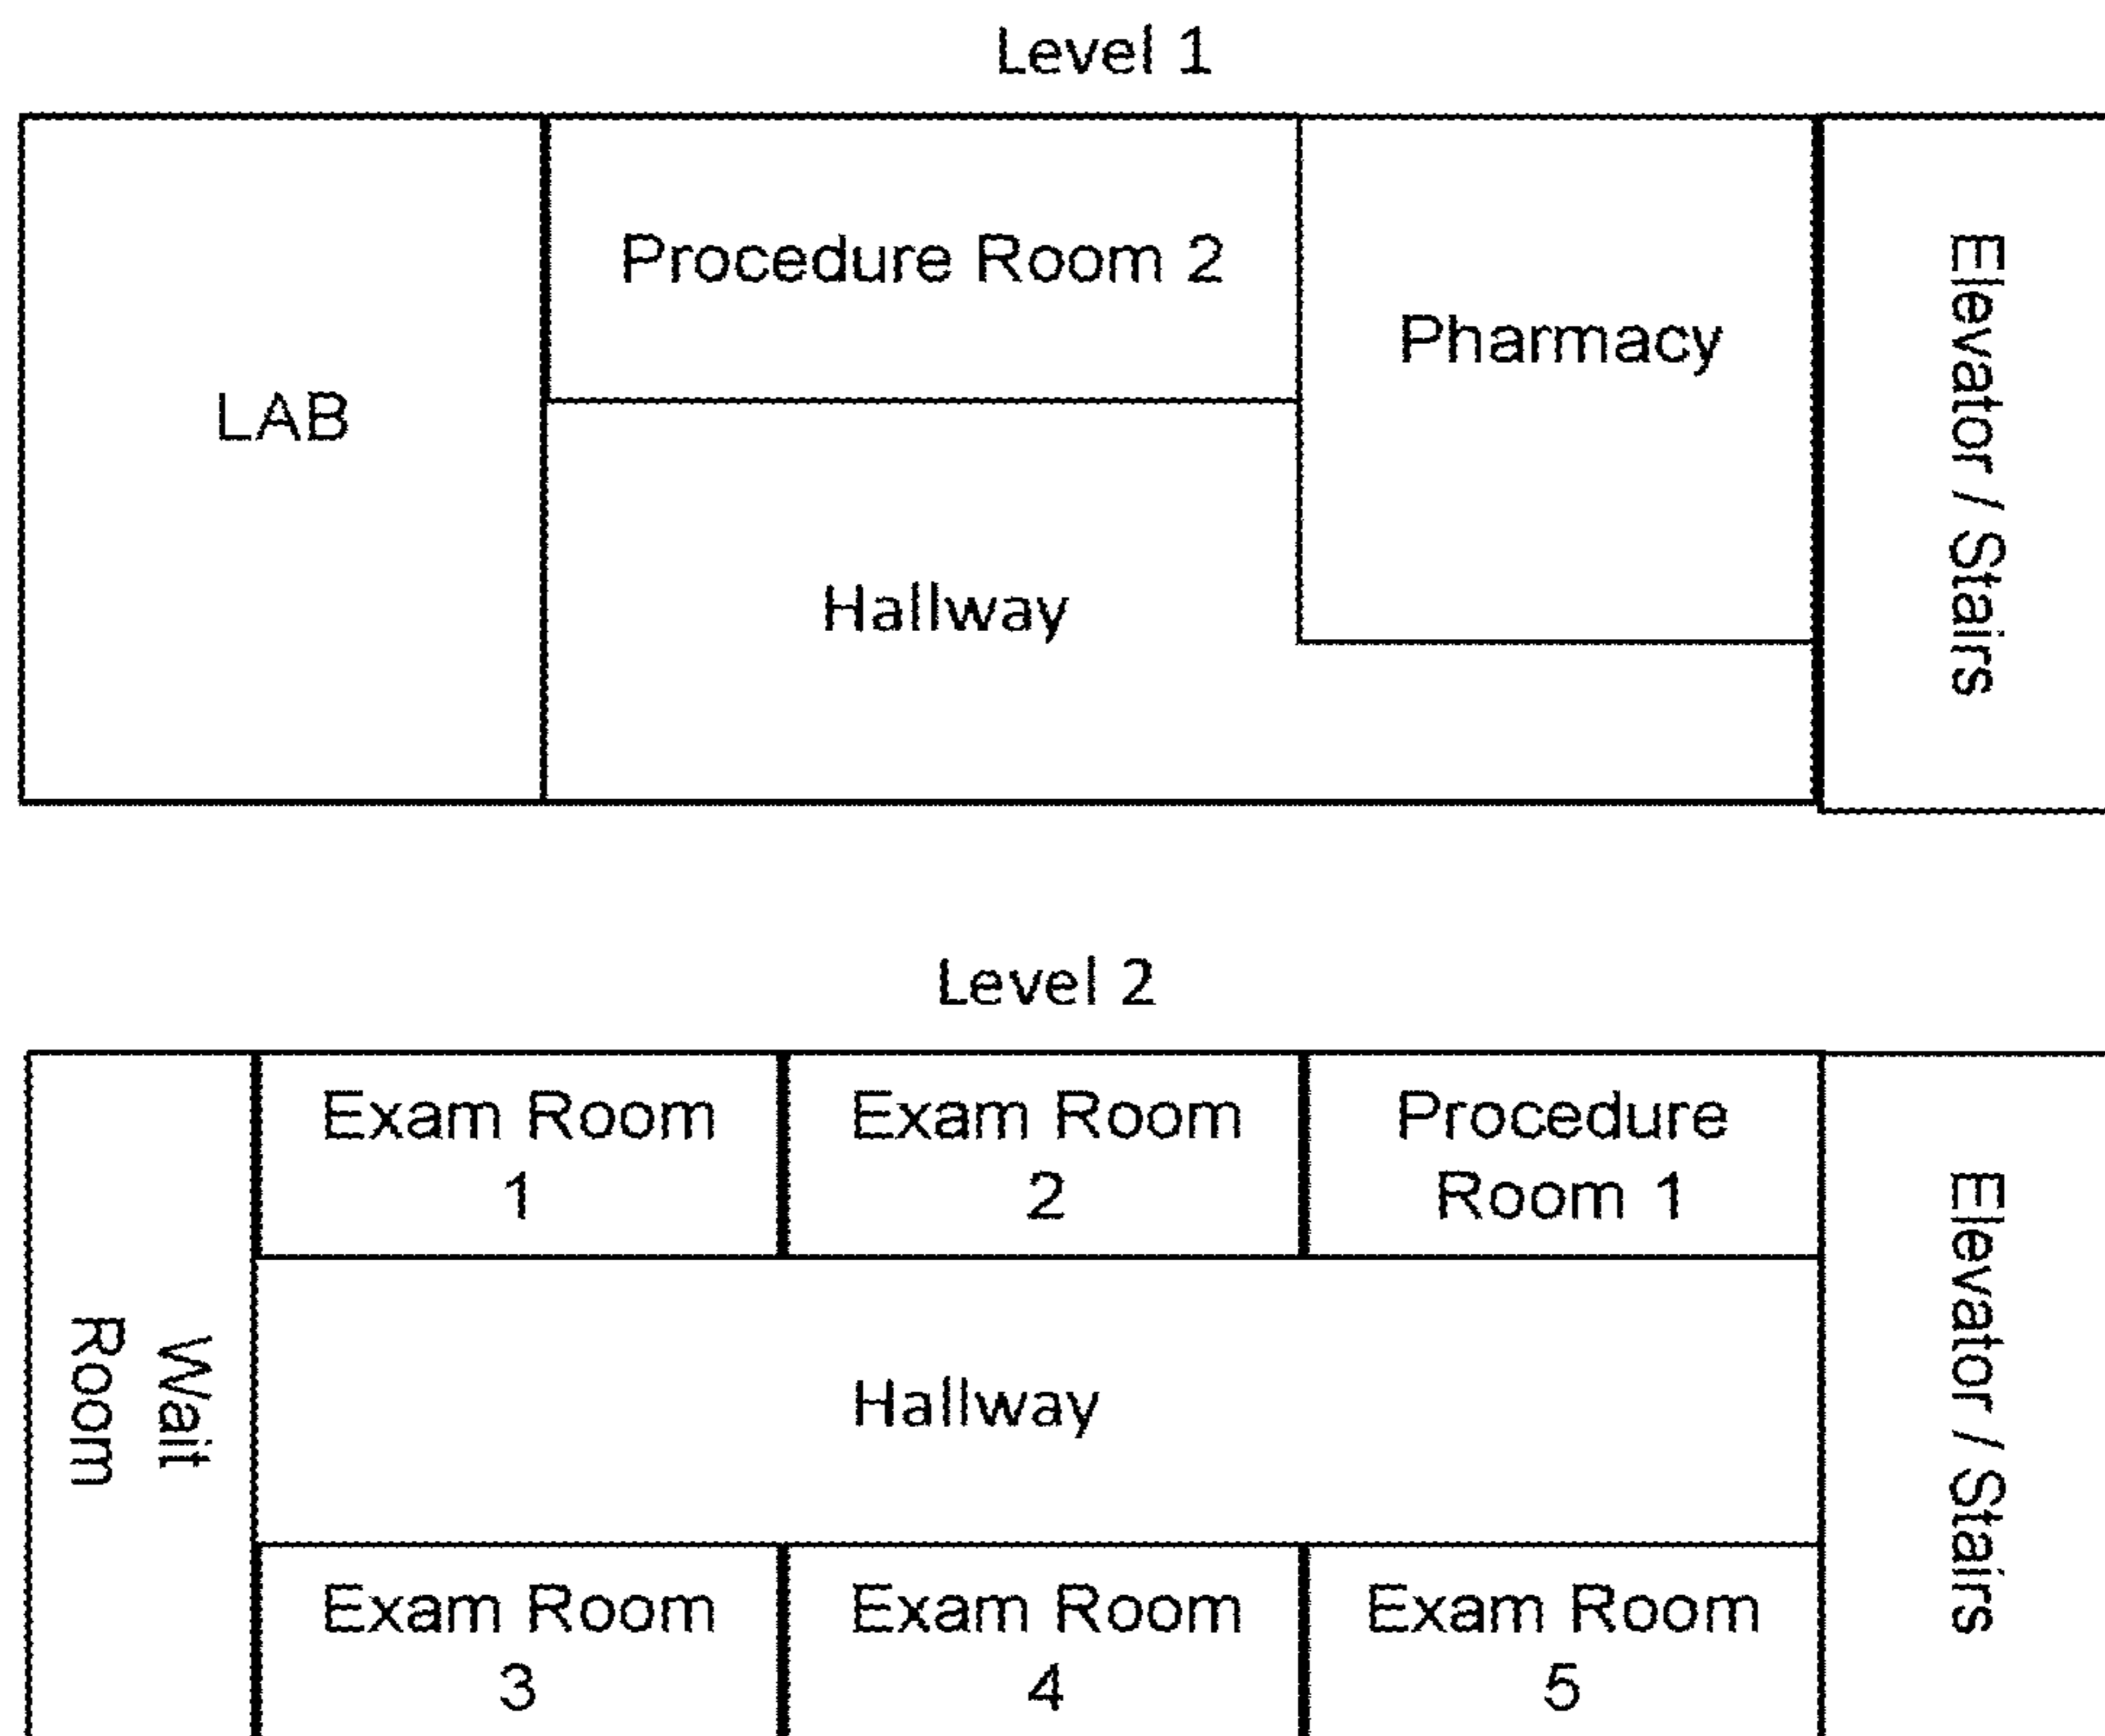 Level 1
LAB
Procedure Room 2
Pharmacy
Hallway
Elevator / Stairs
Level 2
Wait
Room
Exam Room
1
Exam Room
2
Procedure
Room 1
Hallway
Exam Room
3
Exam Room
4
Exam Room
5
Elevator / Stairs